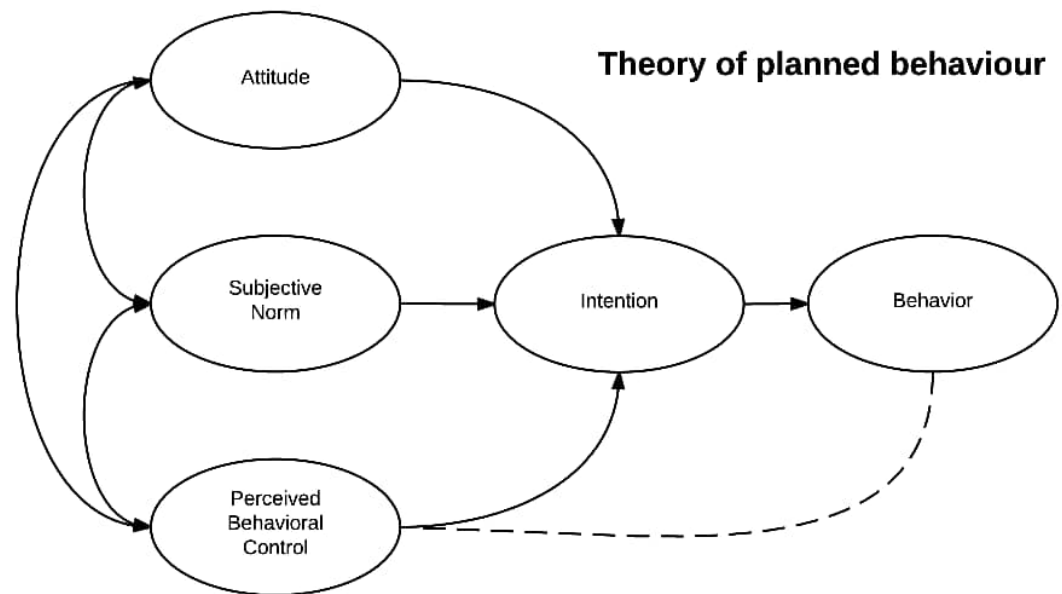 Theory of planned behaviour
Attitude
Subjective
Norm
Intention
Behavior
Perceived
Behavioral
Control